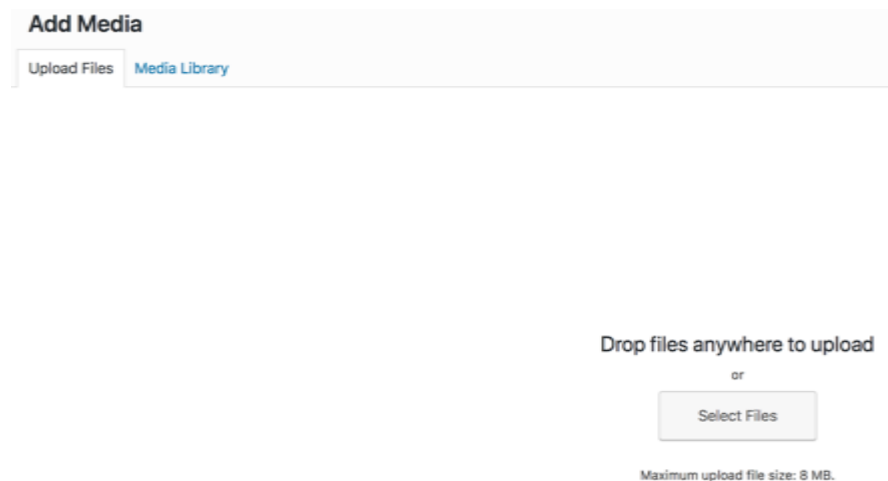 Add Media
Upload Files Media Library
Drop files anywhere to upload
or
Select Files
Maximum upload file size: 8 MB.